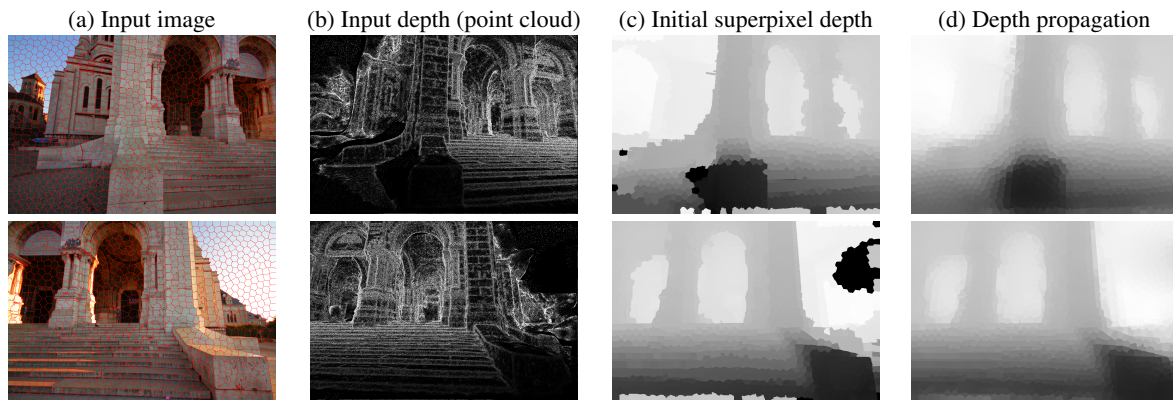 (a) Input image
(b) Input depth (point cloud)
(c) Initial superpixel depth
(d) Depth propagation